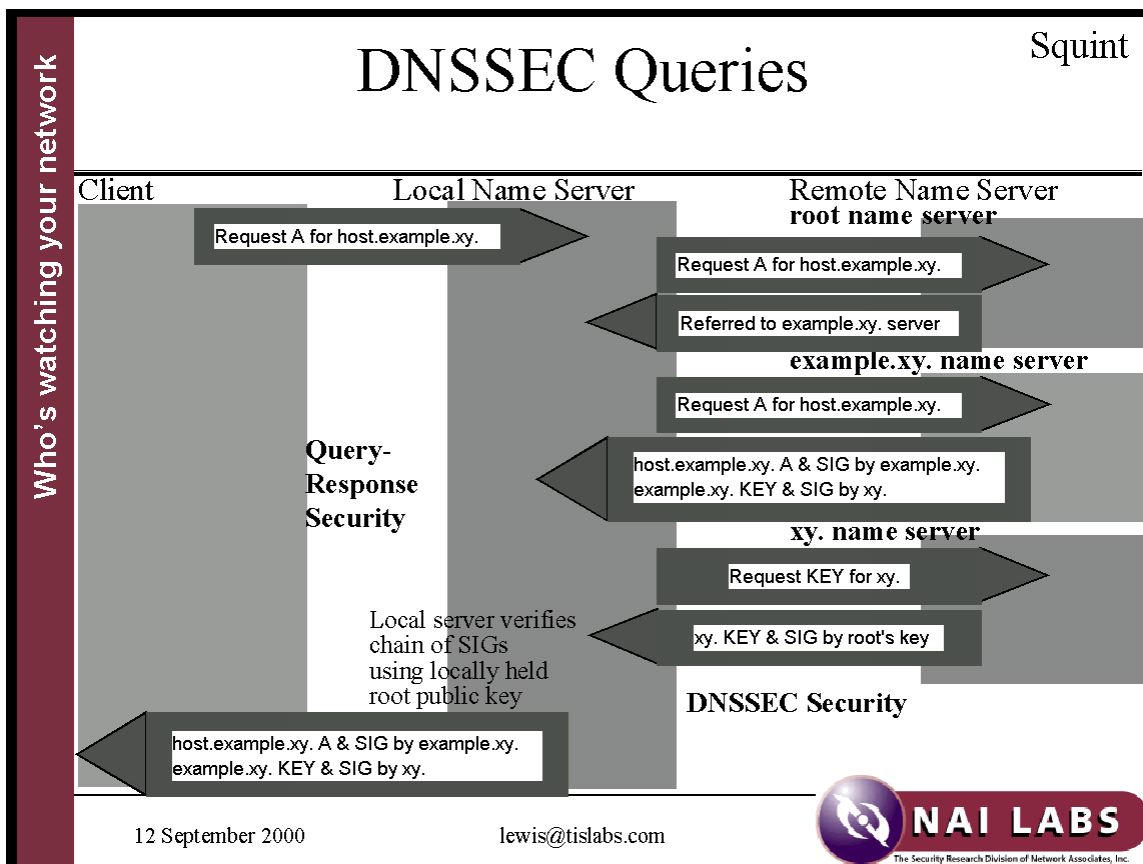 Who's watching your network
Squint
DNSSEC Queries
Client
Local Name Server
Remote Name Server
root name server
Request A for host.example.xy.
Request A for host.example.xy.
Referred to example.xy. server
example.xy. name server
Request A for host.example.xy.
Query-
Response
Security
host.example.xy. A & SIG by example.xy.
example.xy. KEY & SIG by xy.
xy. name server
Request KEY for xy.
Local server verifies
chain of SIGs
using locally held
root public key
xy. KEY & SIG by root's key
DNSSEC Security
host.example.xy. A & SIG by example.xy.
example.xy. KEY & SIG by xy.
12 September 2000
lewis@tislabs.com
NAI LABS
The Security Research Division of Network Associates, Inc.